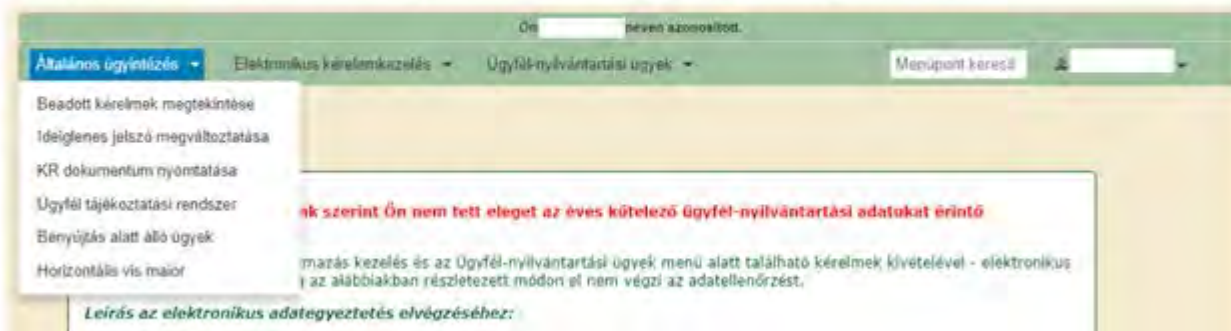 Ön neven azonosított.
Általános ügyintézés Elektronikus kérelemkezelés Ügyfél-nyilvántartási ügyek Menüpont kereső
Beadott kérelmek megtekintése
Ideiglenes jelszó megváltoztatása
KR dokumentum nyomtatása
Ügyfél tájékoztatási rendszer
nk szerint Ön nem tett eleget az éves kötelező ügyfél-nyilvántartási adatokat érintő
Benyújtás alatt álló ügyek
Horizontális vis maior
mazás kezelés és az Ügyfél-nyilvántartási ügyek menü alatt található kérelmek kivételével - elektronikus
az alábbiakban részletezett módon el nem végzi az adatellenőrzést.
Leírás az elektronikus adategyeztetés elvégzéséhez: